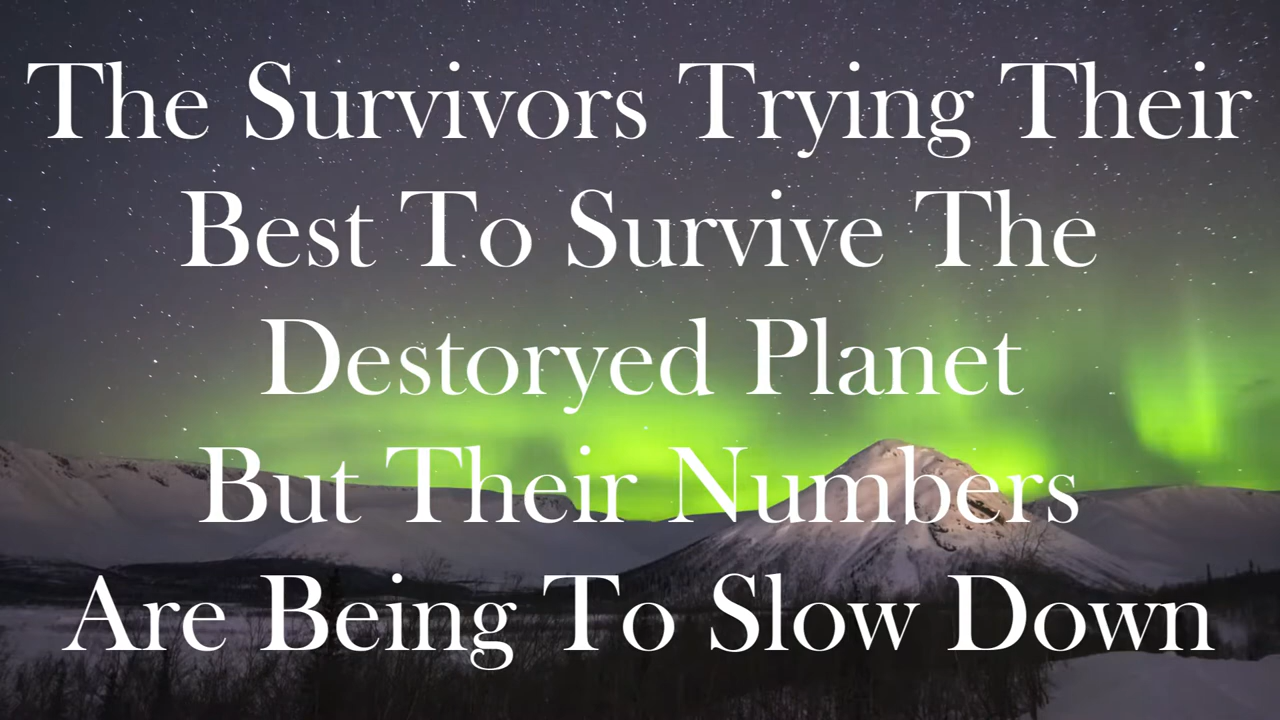 The Survivors Trying Their
Best To Survive The
Destoryed Planet
But Their Numbers
Are Being To Slow Down